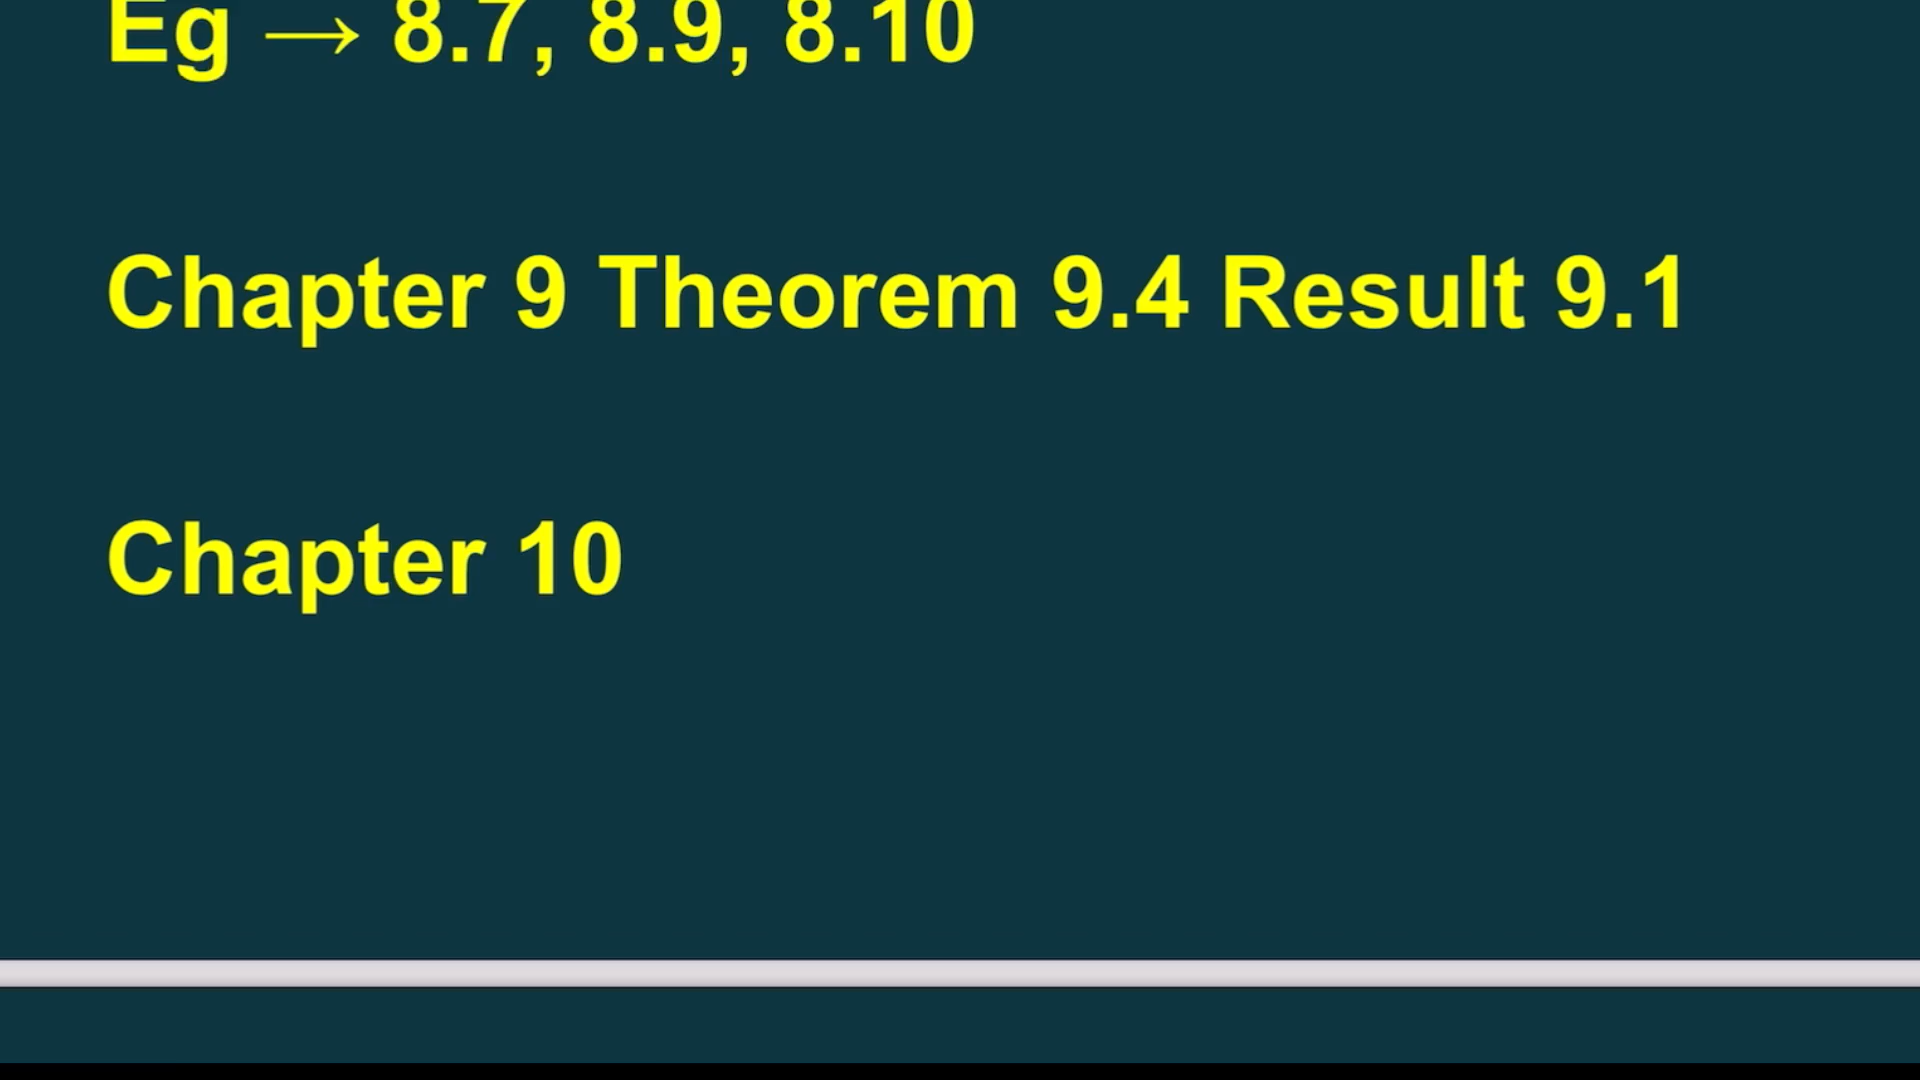 Eg → 8.7, 8.9, 8.10
Chapter 9 Theorem 9.4 Result 9.1
Chapter 10